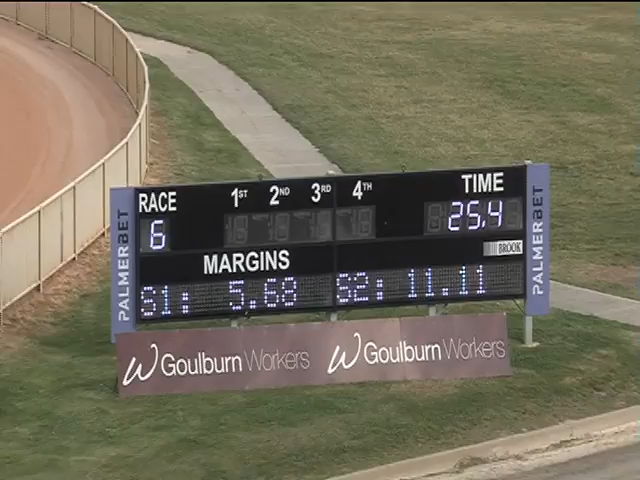 RACE 1ST 2ND 3RD 4TH TIME
6 26.4
BROOK
MARGINS
S1: 5.68 S2: 11.11
PALMERBET
PALMERBET
W Goulburn Workers W Goulburn Workers